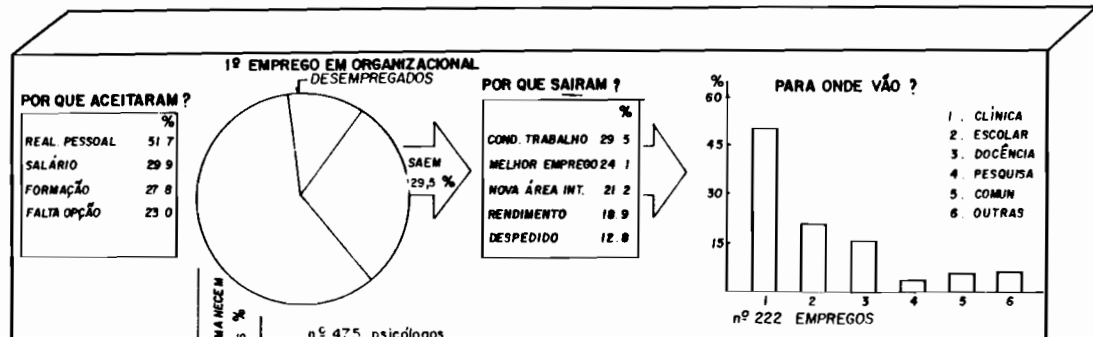 1º EMPREGO EM ORGANIZACIONAL
DESEMPREGADOS
POR QUE ACEITARAM ?
%
REAL. PESSOAL 51 7
SALÁRIO 29 9
FORMAÇÃO 27 8
FALTA OPÇÃO 23 0
SAEM
29,5 %
POR QUE SAIRAM ?
%
COND. TRABALHO 29 5
MELHOR EMPREGO 24 1
NOVA ÁREA INT. 21 2
RENDIMENTO 18.9
DESPEDIDO 12.8
PARA ONDE VÃO ?
%
60
45
30
15
1 2 3 4 5 6
1 . CLÍNICA
2 . ESCOLAR
3 . DOCÊNCIA
4 . PESQUISA
5 . COMUN
6 . OUTRAS
nº 222 EMPREGOS
%
nº 475 psicólogos